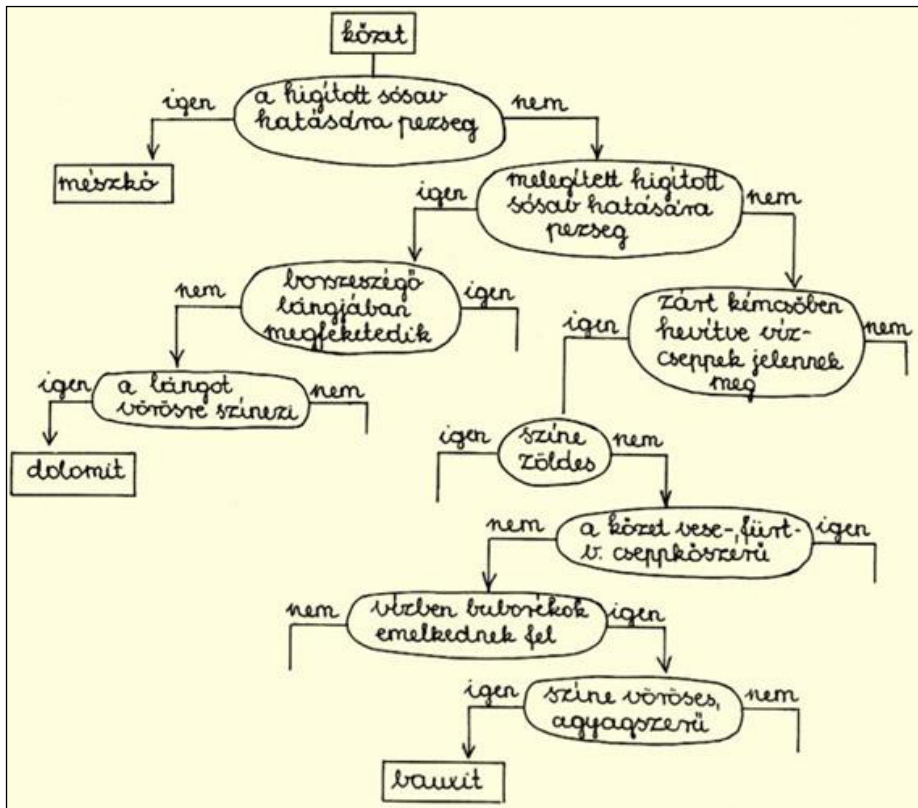 kőzet
igen
a higított sósav
hatására pezseg
nem
mészkő
igen
melegített higított
sósav hatására
pezseg
nem
nem
borszeszégő
lángjában
megfeketedik
igen
igen
zárt kémcsőben
hevítve víz-
cseppek jelennek
meg
nem
igen
a lángot
vörösre színezi
nem
dolomit
igen
színe
zöldes
nem
nem
a kőzet vese-, fürt-
v. cseppkőszerű
igen
nem
vízben buborékok
emelkednek fel
igen
igen
színe vöröses,
agyagszerű
nem
bauxit